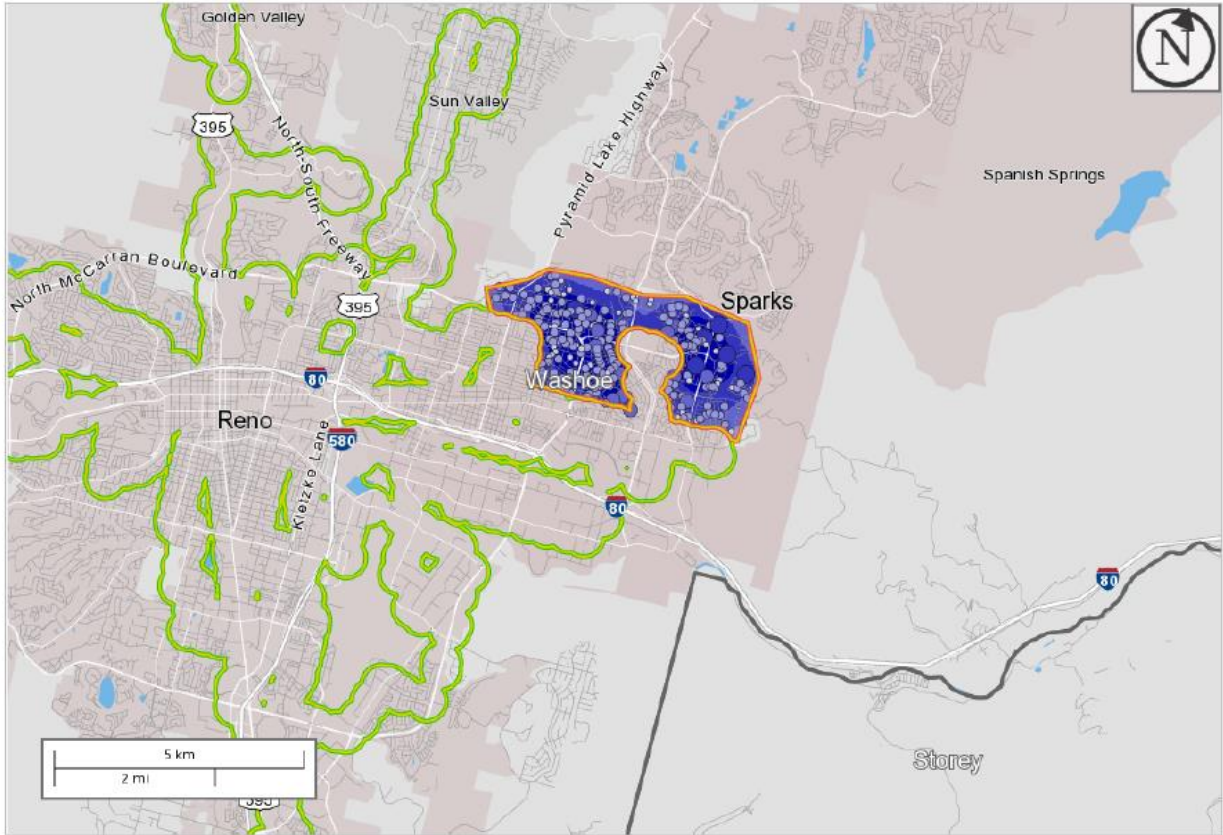 Golden Valley
N
395
Sun Valley
North-South Freeway
Pyramid Lake Highway
Spanish Springs
North McCarran Boulevard
395
Sparks
80
Washoe
Reno
580
Kietzke Lane
80
80
5 km
2 mi
Storey
395